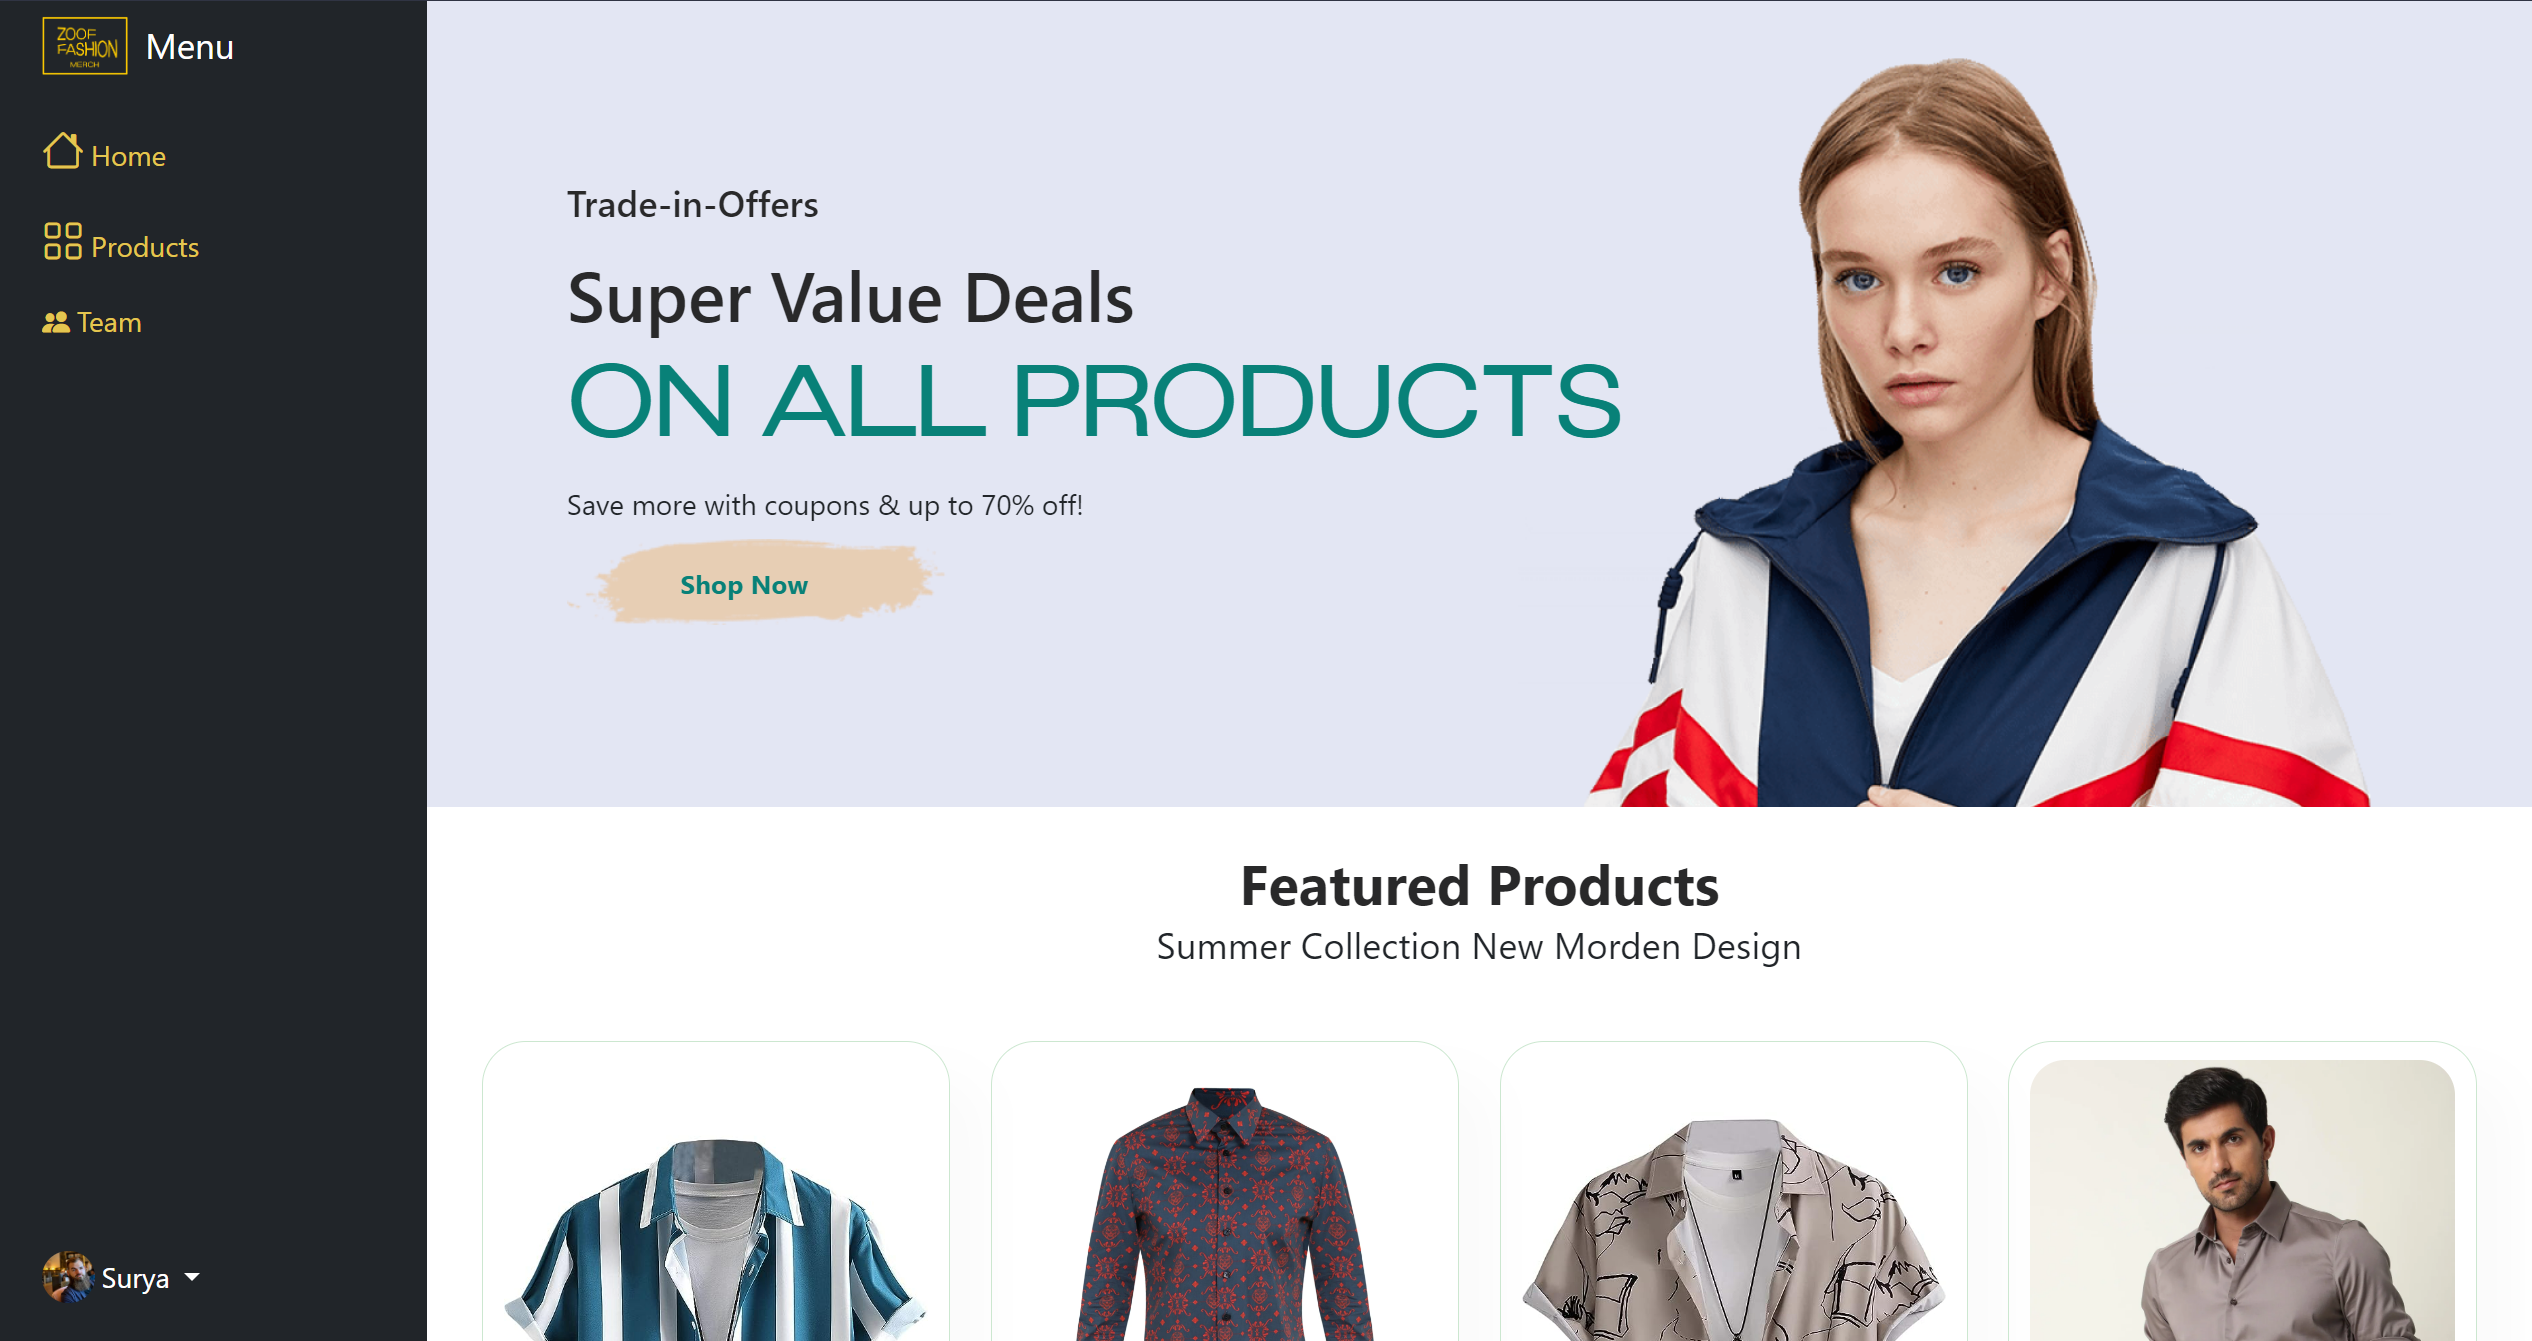 ZOOF
FASHION
MERCH
Menu
Home
Products
Team
Surya
Trade-in-Offers
Super Value Deals
ON ALL PRODUCTS
Save more with coupons & up to 70% off!
Shop Now
Featured Products
Summer Collection New Morden Design